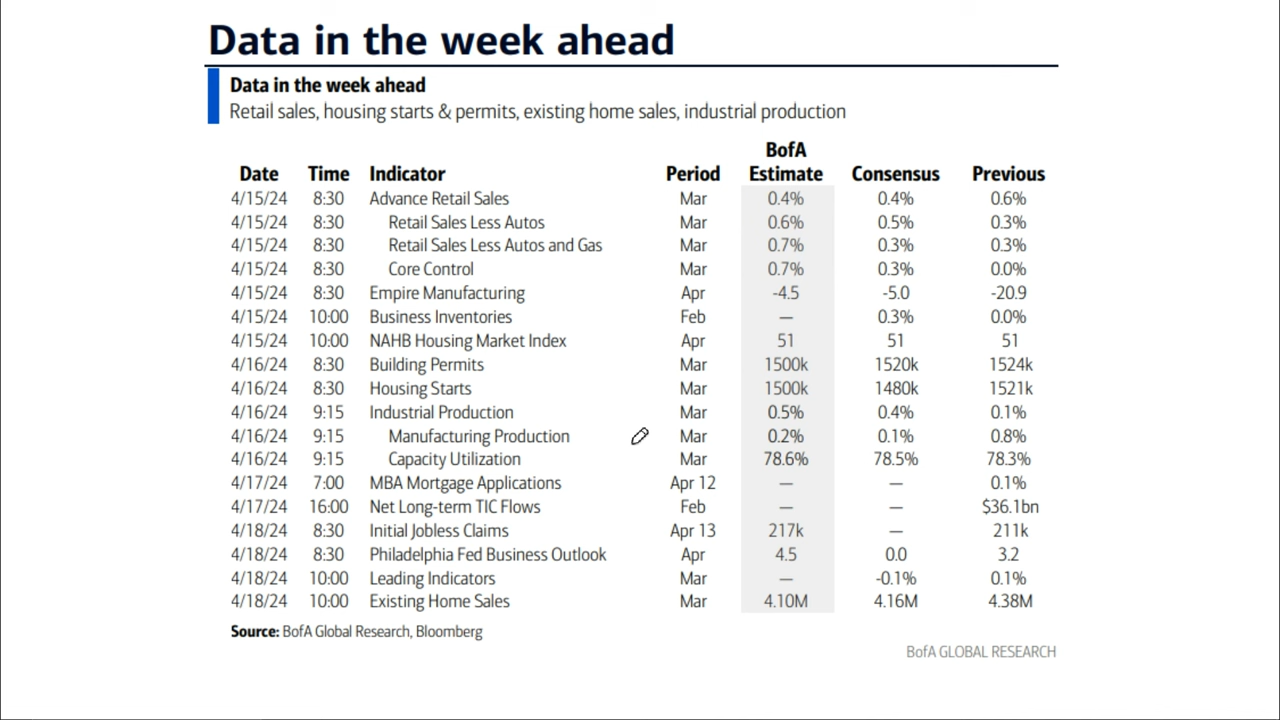 Data in the week ahead
Data in the week ahead
Retail sales, housing starts & permits, existing home sales, industrial production
BofA
Date Time Indicator Period Estimate Consensus Previous
4/15/24 8:30 Advance Retail Sales Mar 0.4% 0.4% 0.6%
4/15/24 8:30 Retail Sales Less Autos Mar 0.6% 0.5% 0.3%
4/15/24 8:30 Retail Sales Less Autos and Gas Mar 0.7% 0.3% 0.3%
4/15/24 8:30 Core Control Mar 0.7% 0.3% 0.0%
4/15/24 8:30 Empire Manufacturing Apr -4.5 -5.0 -20.9
4/15/24 10:00 Business Inventories Feb — 0.3% 0.0%
4/15/24 10:00 NAHB Housing Market Index Apr 51 51 51
4/16/24 8:30 Building Permits Mar 1500k 1520k 1524k
4/16/24 8:30 Housing Starts Mar 1500k 1480k 1521k
4/16/24 9:15 Industrial Production Mar 0.5% 0.4% 0.1%
4/16/24 9:15 Manufacturing Production Mar 0.2% 0.1% 0.8%
4/16/24 9:15 Capacity Utilization Mar 78.6% 78.5% 78.3%
4/17/24 7:00 MBA Mortgage Applications Apr 12 — — 0.1%
4/17/24 16:00 Net Long-term TIC Flows Feb — — $36.1bn
4/18/24 8:30 Initial Jobless Claims Apr 13 217k — 211k
4/18/24 8:30 Philadelphia Fed Business Outlook Apr 4.5 0.0 3.2
4/18/24 10:00 Leading Indicators Mar — -0.1% 0.1%
4/18/24 10:00 Existing Home Sales Mar 4.10M 4.16M 4.38M
Source: BofA Global Research, Bloomberg
BofA GLOBAL RESEARCH